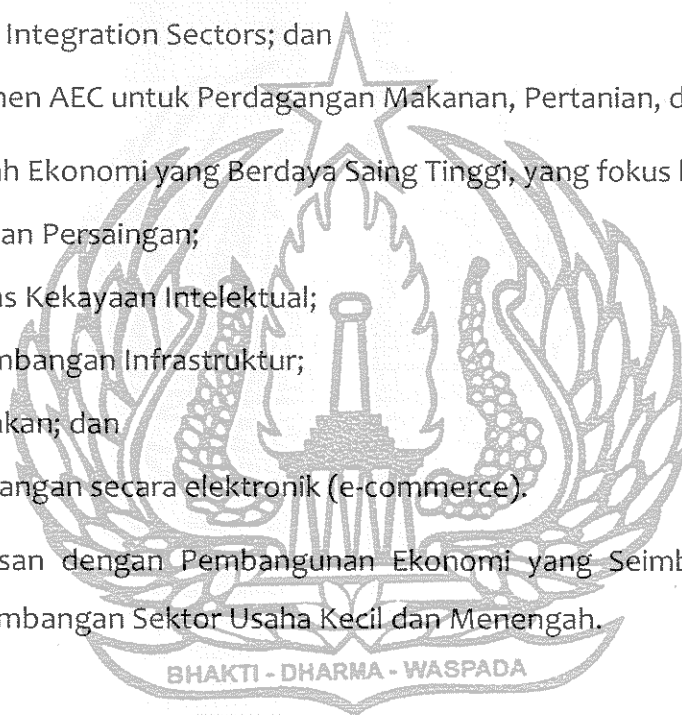 Integration Sectors; dan
en AEC untuk Perdagangan Makanan, Pertanian, d
h Ekonomi yang Berdaya Saing Tinggi, yang fokus
an Persaingan;
s Kekayaan Intelektual;
mbangan Infrastruktur;
akan; dan
angan secara elektronik (e-commerce).
san dengan Pembangunan Ekonomi yang Seimb
mbangan Sektor Usaha Kecil dan Menengah.
BHAKTI - DHARMA - WASPADA